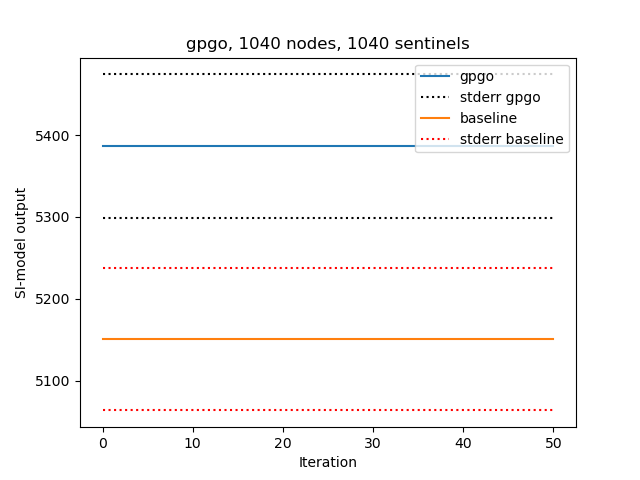 gpgo, 1040 nodes, 1040 sentinels
gpgo
stderr gpgo
baseline
stderr baseline
5400
5300
5200
5100
SI-model output
0 10 20 30 40 50
Iteration